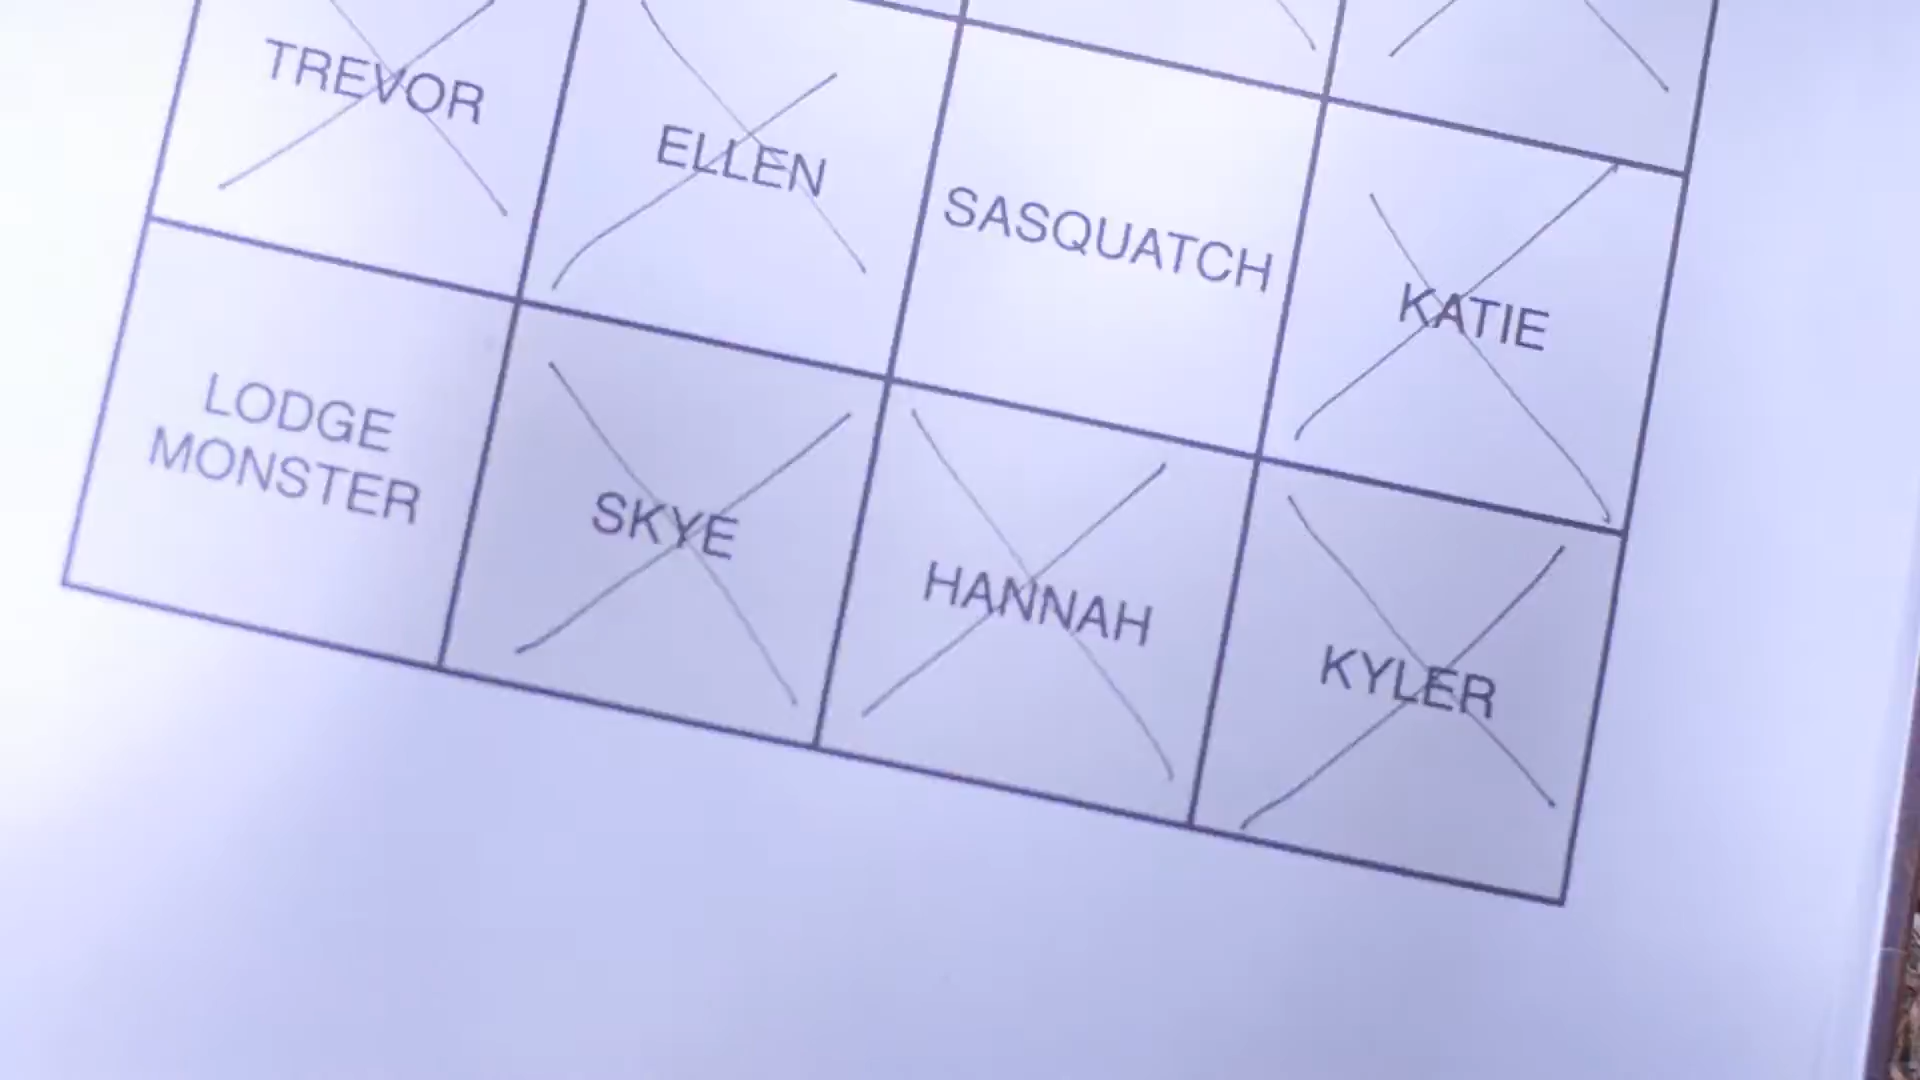 TREVOR
ELLEN
SASQUATCH
KATIE
LODGE
MONSTER
SKYE
HANNAH
KYLER